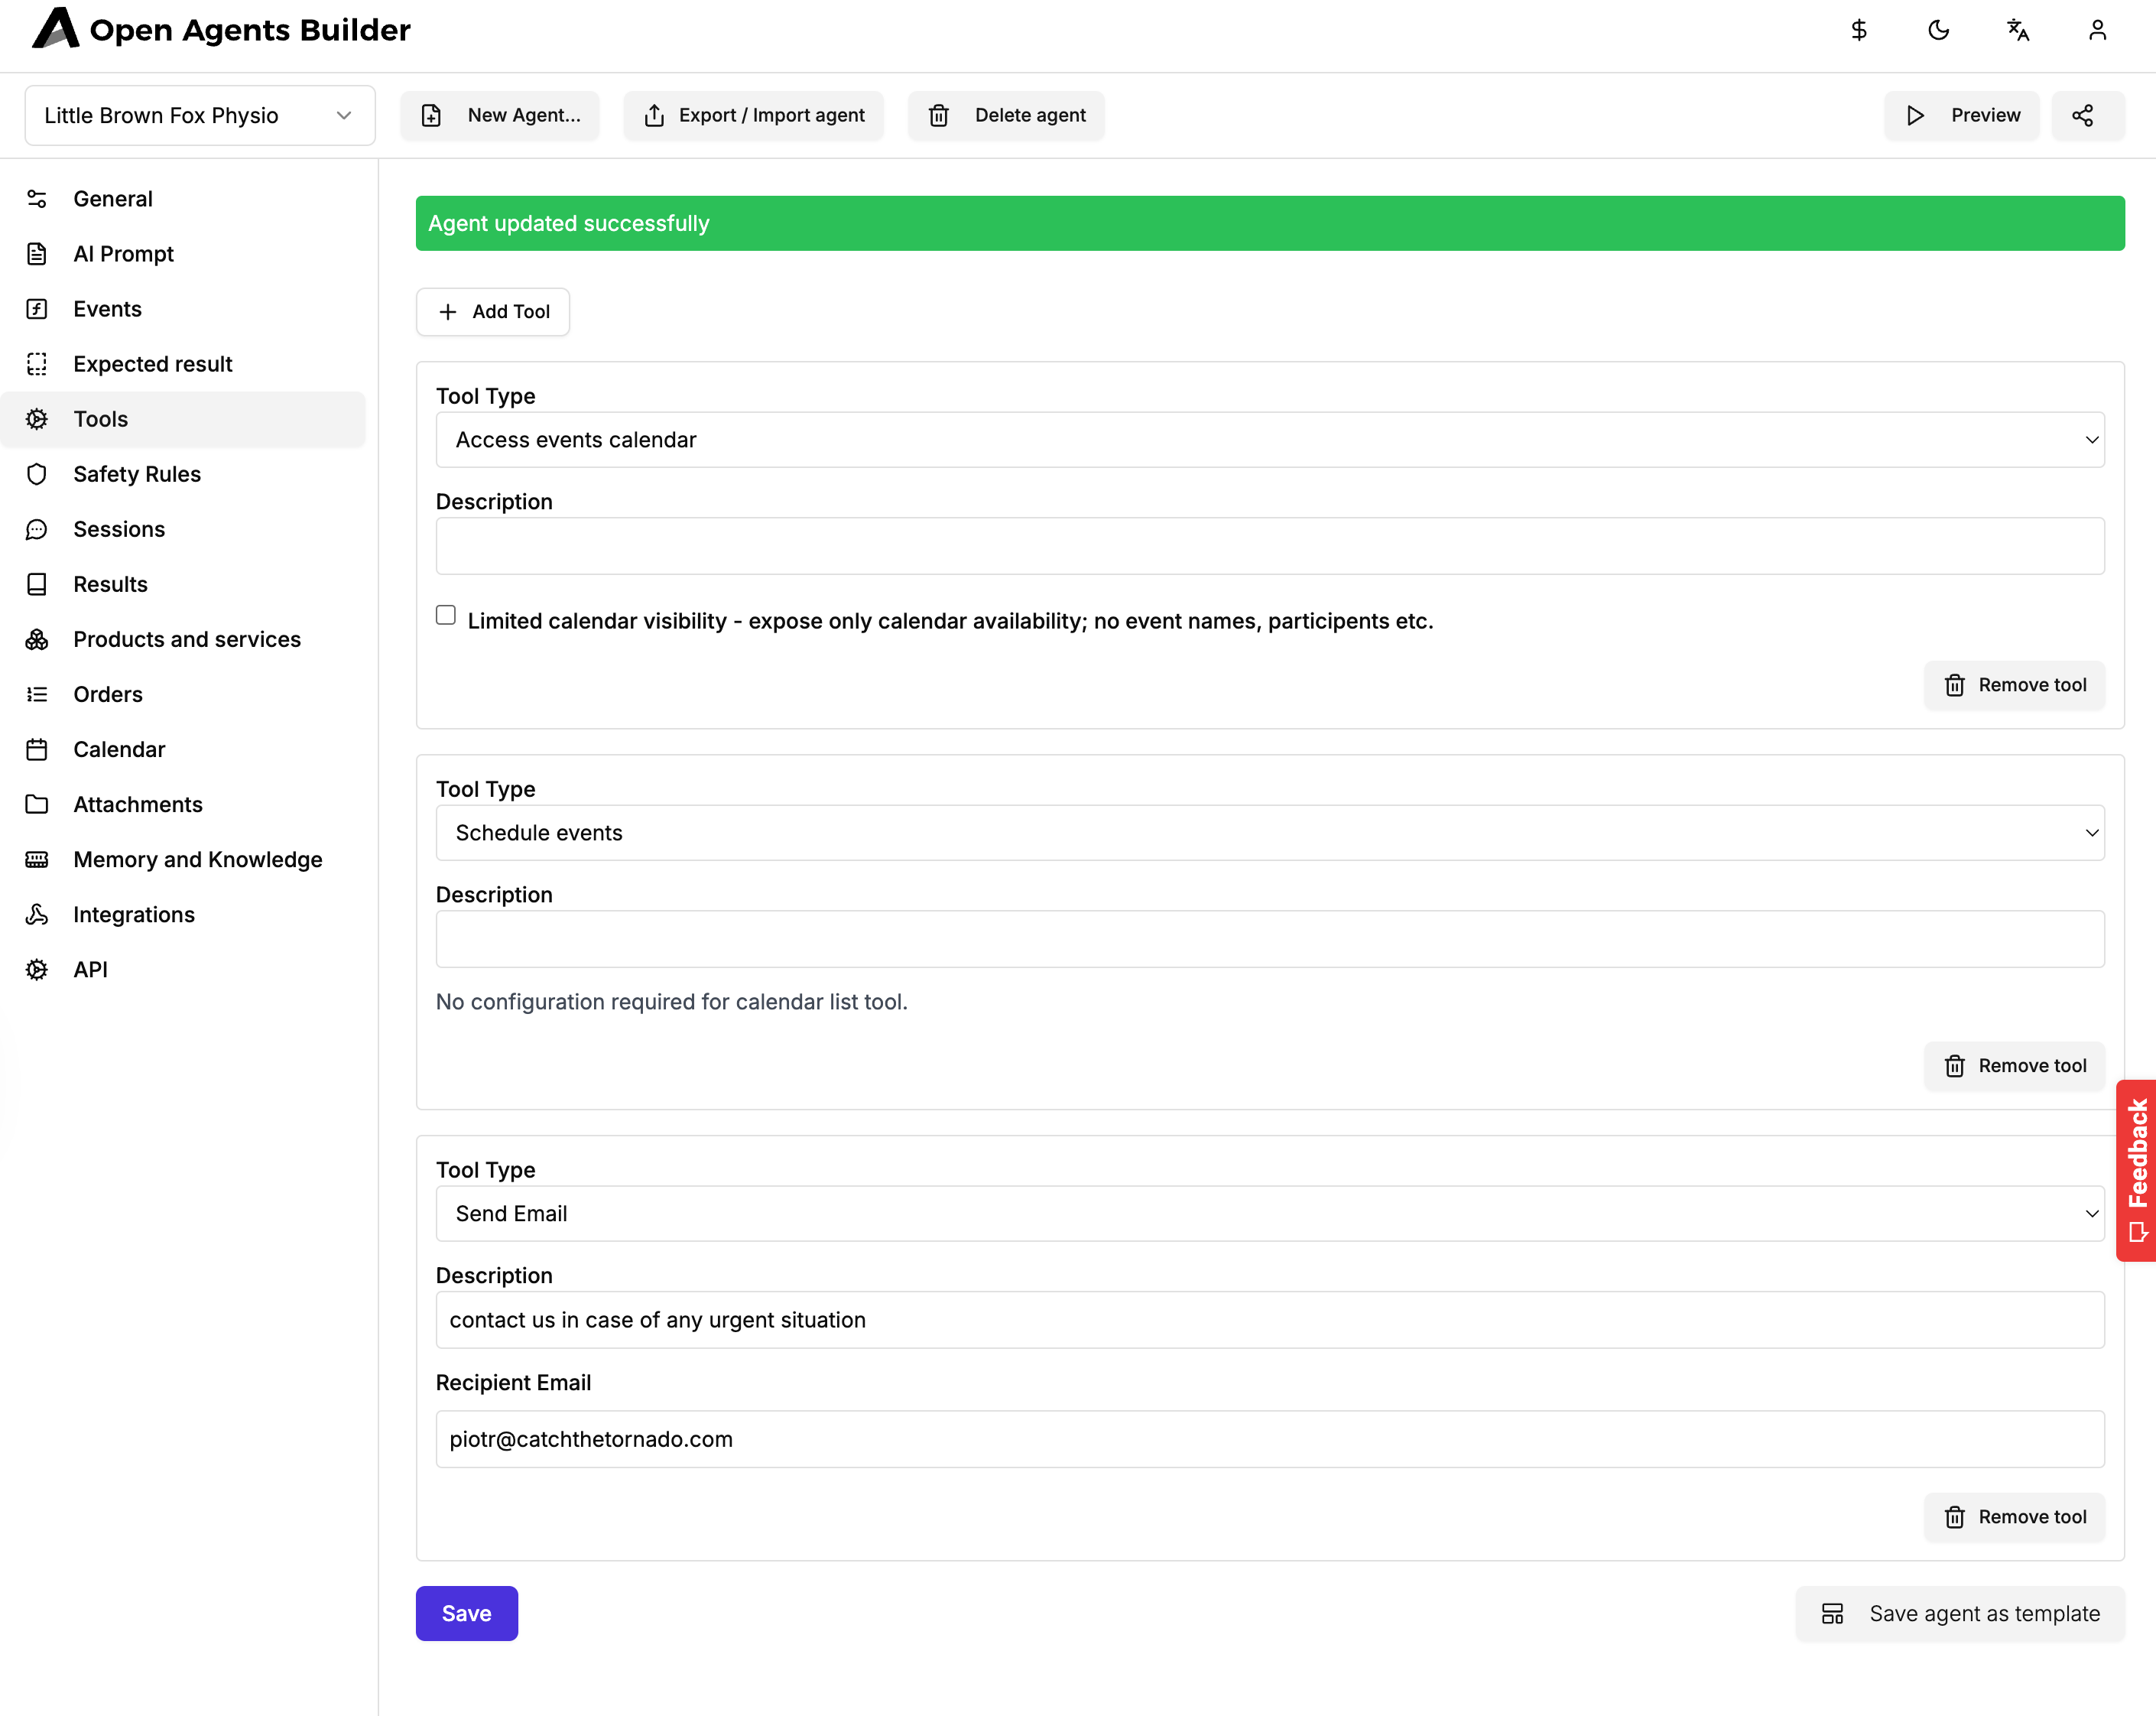 Open Agents Builder
Little Brown Fox Physio
New Agent...
Export / Import agent
Delete agent
Preview
General
AI Prompt
Events
Expected result
Tools
Safety Rules
Sessions
Results
Products and services
Orders
Calendar
Attachments
Memory and Knowledge
Integrations
API
Agent updated successfully
Add Tool
Tool Type
Access events calendar
Description
Limited calendar visibility - expose only calendar availability; no event names, participents etc.
Remove tool
Tool Type
Schedule events
Description
No configuration required for calendar list tool.
Remove tool
Tool Type
Send Email
Description
contact us in case of any urgent situation
Recipient Email
piotr@catchthetornado.com
Remove tool
Save
Save agent as template
Feedback